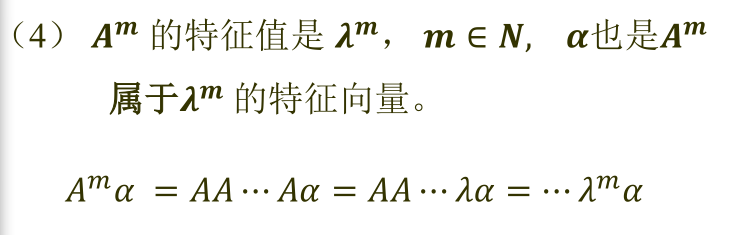 （4） Aᵐ 的特征值是 λᵐ， m ∈ N, α也是Aᵐ
属于λᵐ 的特征向量。
Aᵐα = AA⋯Aα = AA⋯λα = ⋯λᵐα